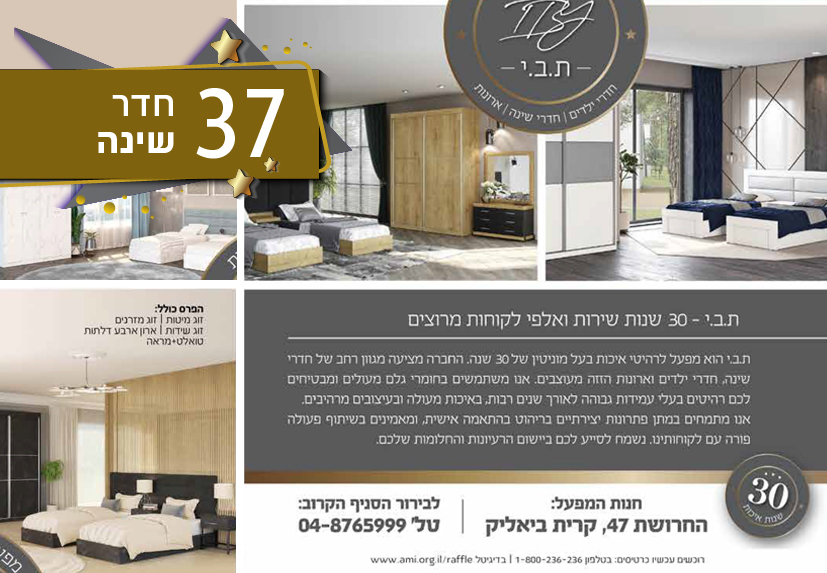 37
חדר
שינה
ת.ב.י
חדרי ילדים | חדרי שינה | ארונות
הפרס כולל:
זוג מיטות | זוג מזרנים
זוג שידות | ארון ארבע דלתות
טואלט+מראה
ת.ב.י - 30 שנות שירות ואלפי לקוחות מרוצים
ת.ב.י הוא מפעל לרהיטי איכות בעל מוניטין של 30 שנה. החברה מציעה מגוון רחב של חדרי
שינה, חדרי ילדים וארונות הזזה מעוצבים. אנו משתמשים בחומרי גלם מעולים ומבטיחים
לכם רהיטים בעלי עמידות גבוהה לאורך שנים רבות, באיכות מעולה ובעיצובים מרהיבים.
אנו מתמחים במתן פתרונות יצירתיים בריהוט בהתאמה אישית, ומאמינים בשיתוף פעולה
פורה עם לקוחותינו. נשמח לסייע לכם ביישום הרעיונות והחלומות שלכם.
30
שנות איכות
חנות המפעל:
החרושת 47, קרית ביאליק
לבירור הסניף הקרוב:
טל' 04-8765999
רוכשים עכשיו כרטיסים: בטלפון 1-800-236-236 | בדיגיטל www.ami.org.il/raffle